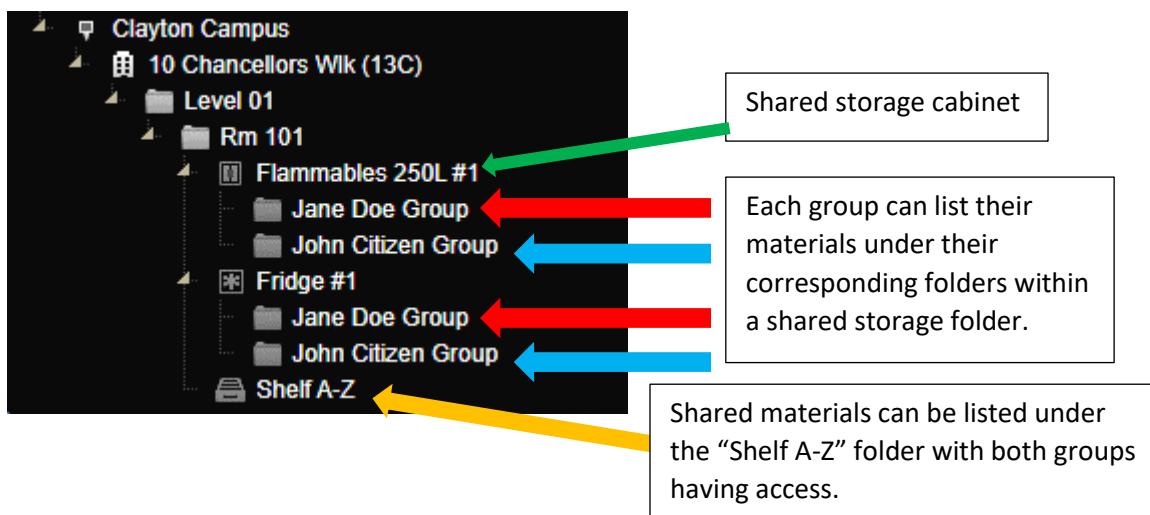 Clayton Campus
10 Chancellors Wlk (13C)
Level 01
Rm 101
Flammables 250L #1
Jane Doe Group
John Citizen Group
Fridge #1
Jane Doe Group
John Citizen Group
Shelf A-Z
Shared storage cabinet
Each group can list their
materials under their
corresponding folders within
a shared storage folder.
Shared materials can be listed under
the “Shelf A-Z” folder with both groups
having access.